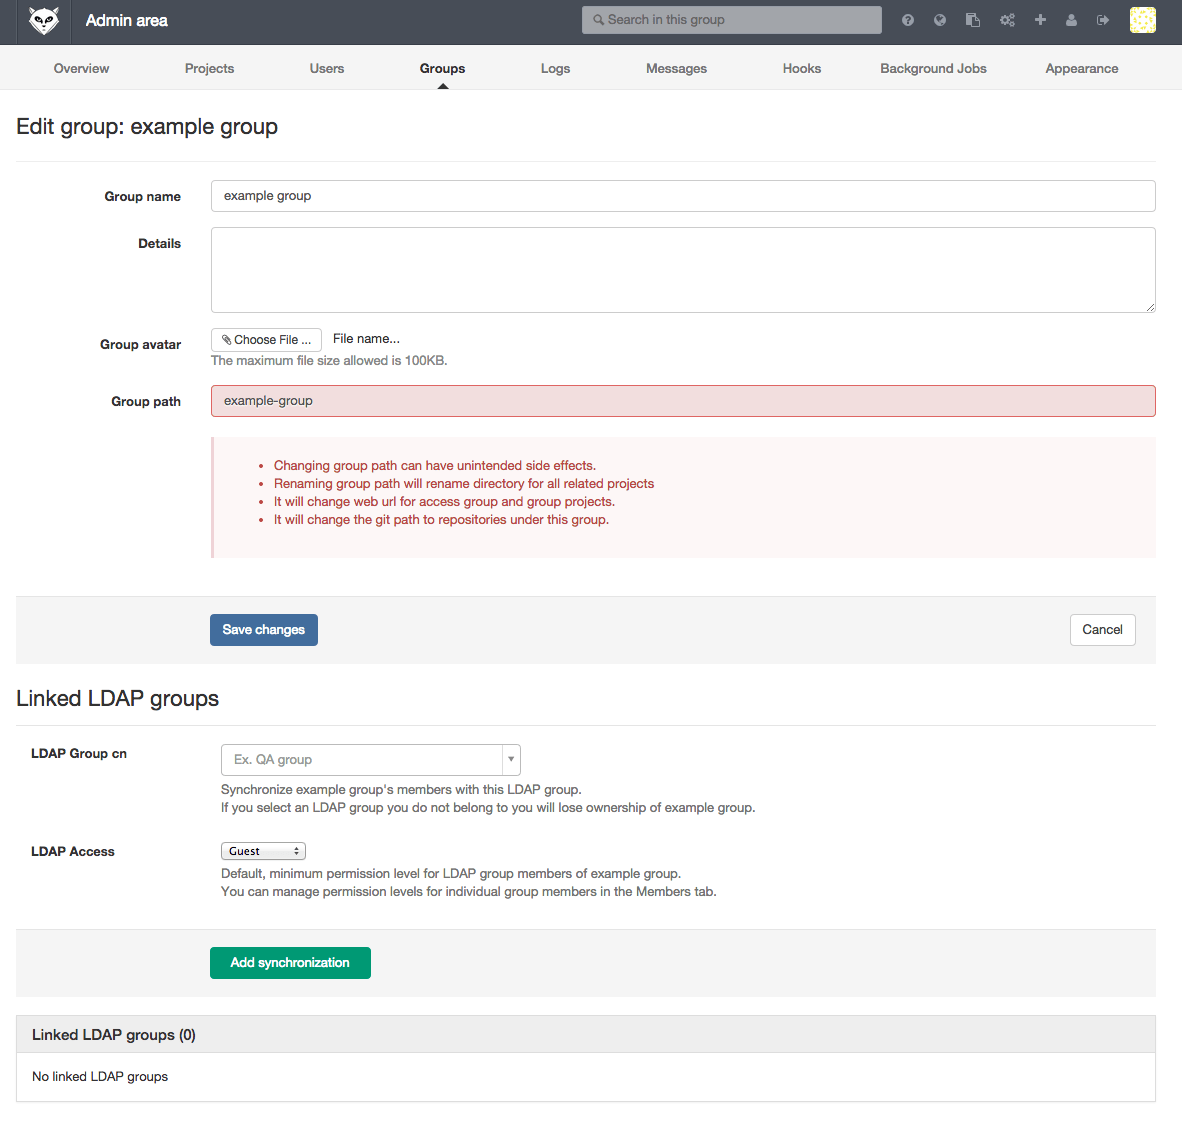 Admin area
Search in this group
Overview Projects Users Groups Logs Messages Hooks Background Jobs Appearance
Edit group: example group
Group name example group
Details
Group avatar Choose File ... File name...
The maximum file size allowed is 100KB.
Group path example-group
Changing group path can have unintended side effects.
Renaming group path will rename directory for all related projects
It will change web url for access group and group projects.
It will change the git path to repositories under this group.
Save changes Cancel
Linked LDAP groups
LDAP Group cn Ex. QA group
Synchronize example group's members with this LDAP group.
If you select an LDAP group you do not belong to you will lose ownership of example group.
LDAP Access Guest
Default, minimum permission level for LDAP group members of example group.
You can manage permission levels for individual group members in the Members tab.
Add synchronization
Linked LDAP groups (0)
No linked LDAP groups